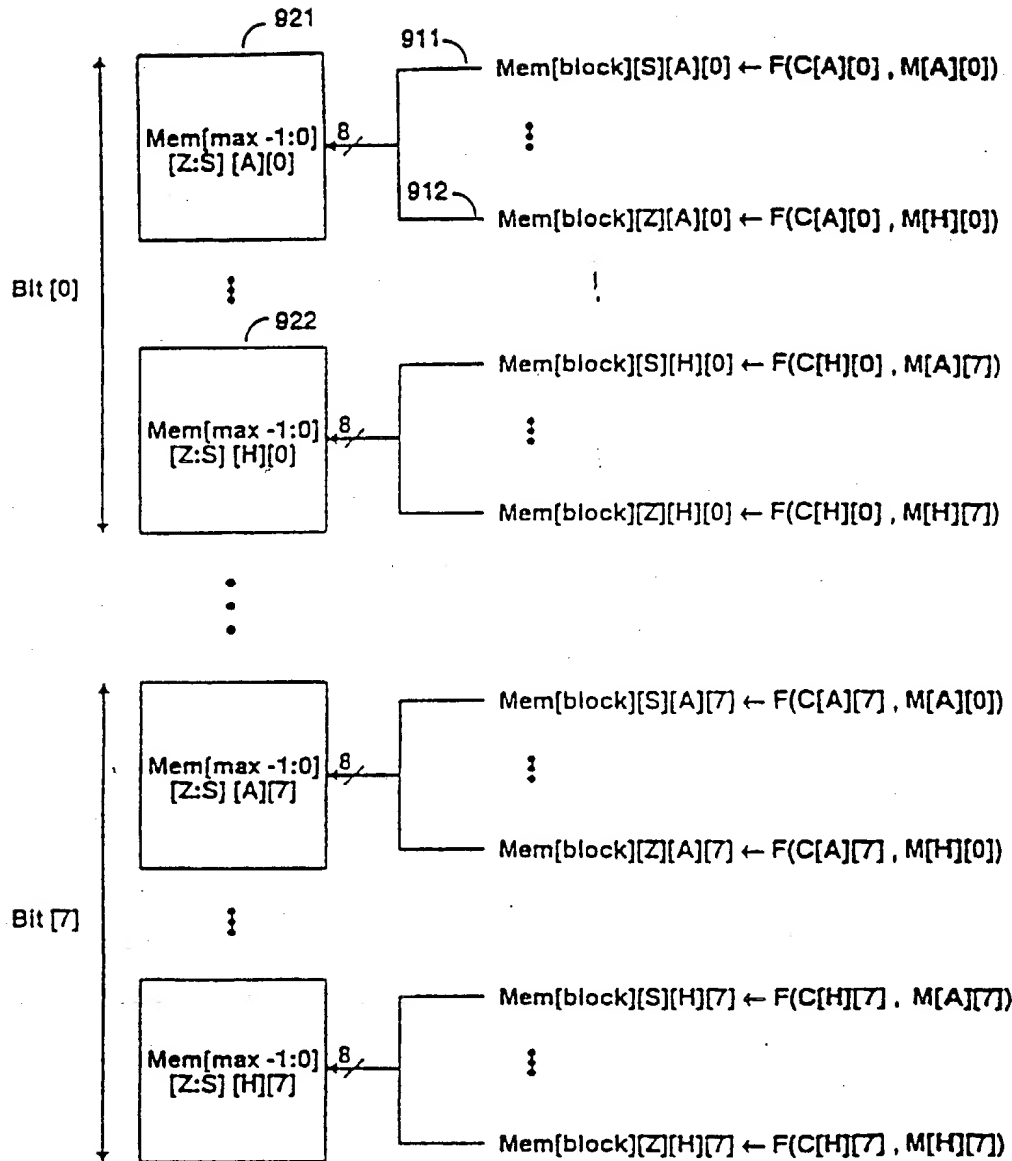 921
911
Mem[block][S][A][0] ← F(C[A][0] , M[A][0])
Mem[max -1:0]
[Z:S] [A][0]
8
912
Mem[block][Z][A][0] ← F(C[A][0] , M[H][0])
Bit [0]
922
Mem[block][S][H][0] ← F(C[H][0] , M[A][7])
Mem[max -1:0]
[Z:S] [H][0]
8
Mem[block][Z][H][0] ← F(C[H][0] , M[H][7])
Mem[block][S][A][7] ← F(C[A][7] , M[A][0])
Mem[max -1:0]
[Z:S] [A][7]
8
Mem[block][Z][A][7] ← F(C[A][7] , M[H][0])
Bit [7]
Mem[block][S][H][7] ← F(C[H][7] , M[A][7])
Mem[max -1:0]
[Z:S] [H][7]
8
Mem[block][Z][H][7] ← F(C[H][7] , M[H][7])